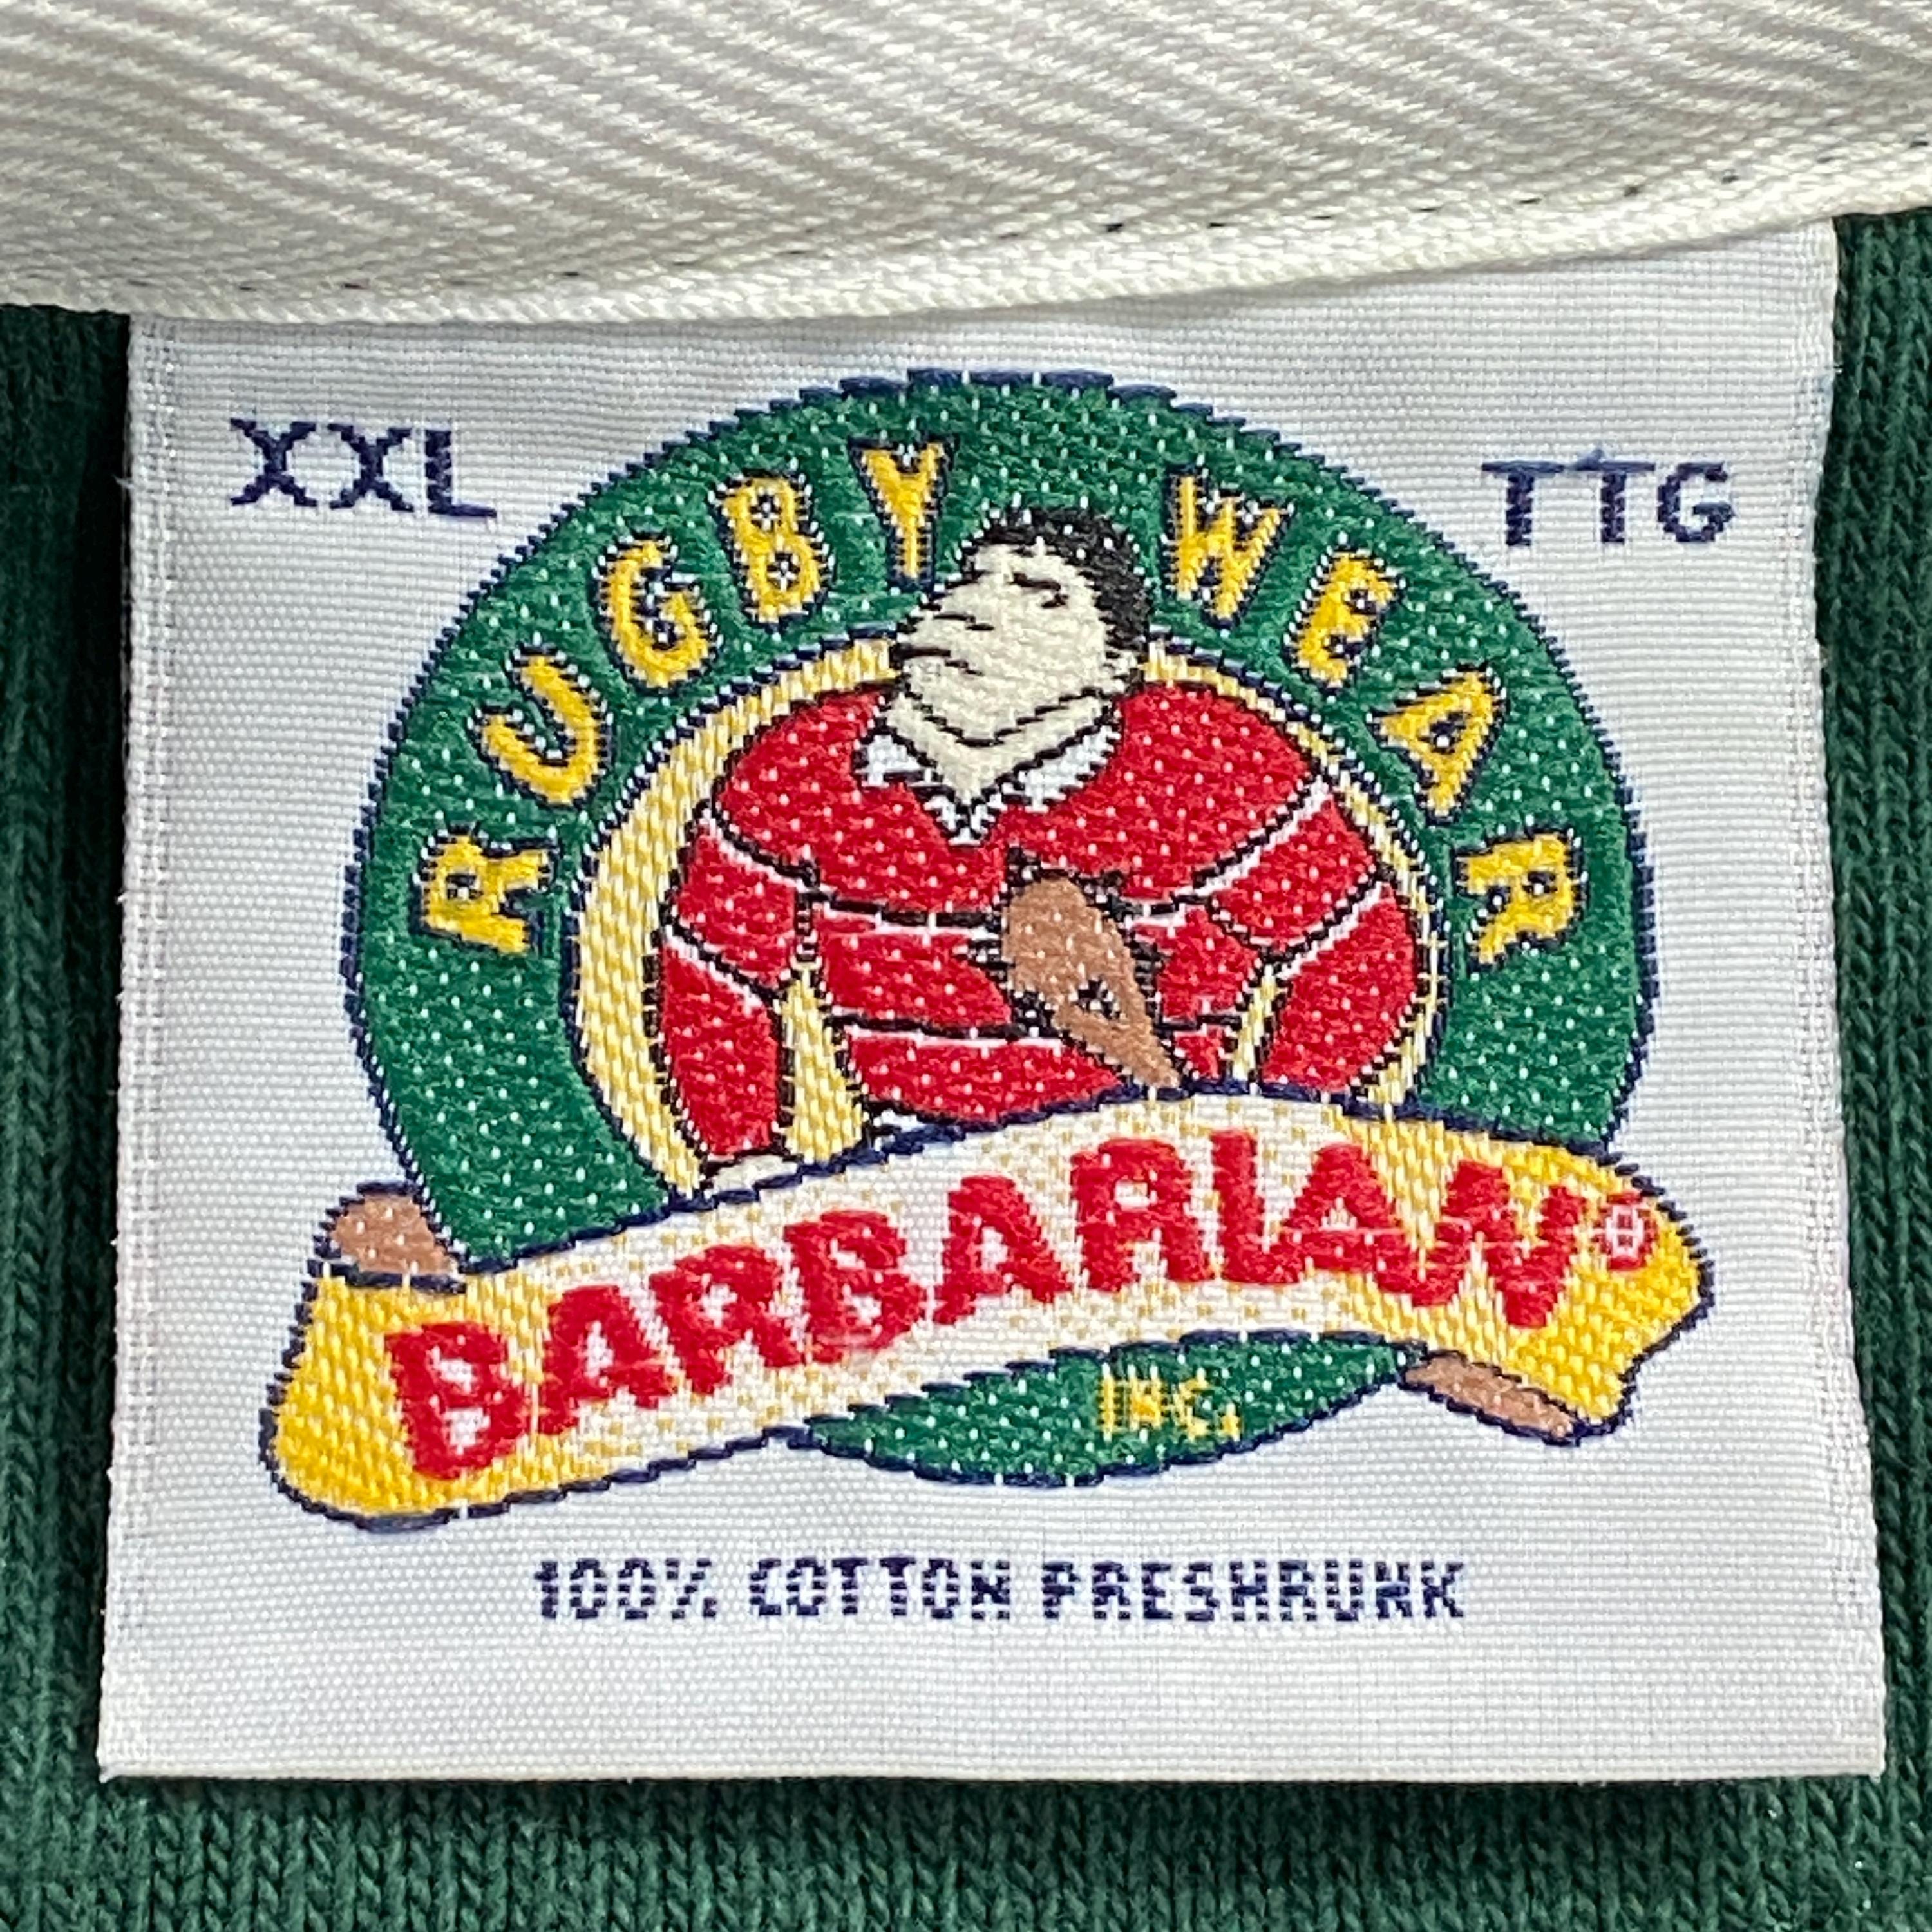 XXL
TTG
RUGBY WEAR
BARBARIAN®
INC.
100% COTTON PRESHRUNK